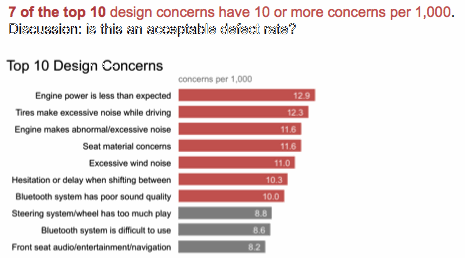 7 of the top 10 design concerns have 10 or more concerns per 1,000.
Discussion: is this an acceptable defect rate?
Top 10 Design Concerns
concerns per 1,000
Engine power is less than expected 12.9
Tires make excessive noise while driving 12.3
Engine makes abnormal/excessive noise 11.6
Seat material concerns 11.6
Excessive wind noise 11.0
Hesitation or delay when shifting between 10.3
Bluetooth system has poor sound quality 10.0
Steering system/wheel has too much play 8.8
Bluetooth system is difficult to use 8.6
Front seat audio/entertainment/navigation 8.2